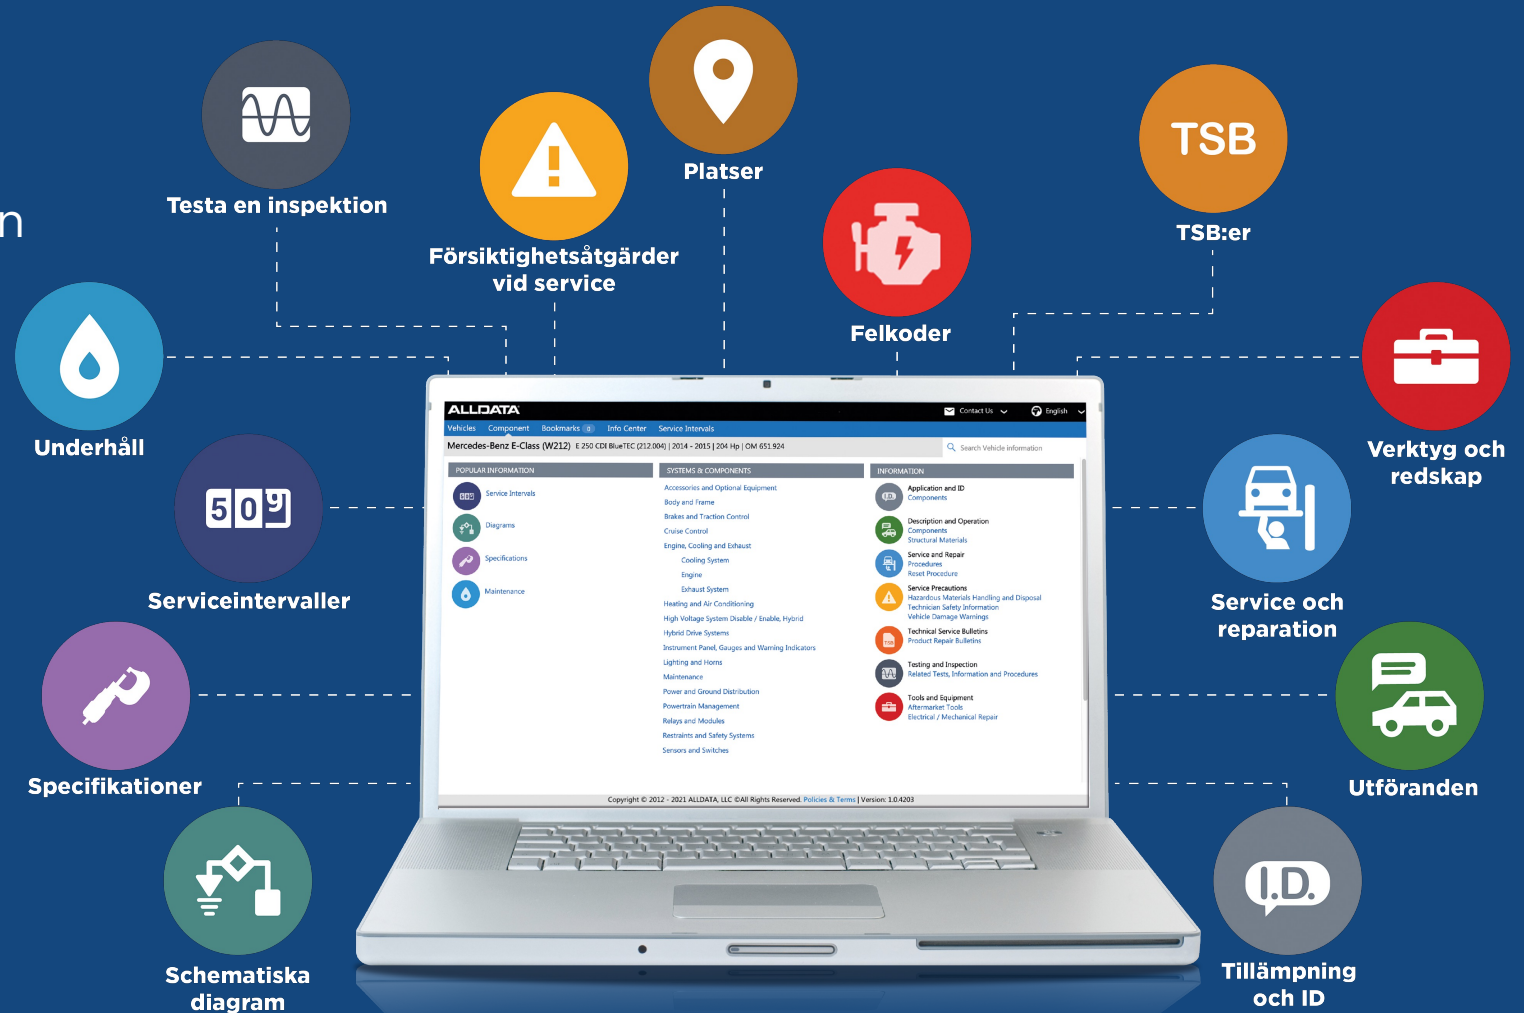 n
Testa en inspektion
Försiktighetsåtgärder
vid service
Platser
Felkoder
TSB
TSB:er
Underhåll
Verktyg och
redskap
509
Serviceintervaller
Service och
reparation
Specifikationer
Utföranden
Schematiska
diagram
I.D.
Tillämpning
och ID
ALLDATA
Contact Us
English
Vehicles Component Bookmarks 0 Info Center Service Intervals
Mercedes-Benz E-Class (W212) E 250 CDI BlueTEC (212.004) | 2014 - 2015 | 204 Hp | OM 651.924
Search Vehicle information
POPULAR INFORMATION
Service Intervals
Diagrams
Specifications
Maintenance
SYSTEMS & COMPONENTS
Accessories and Optional Equipment
Body and Frame
Brakes and Traction Control
Cruise Control
Engine, Cooling and Exhaust
Cooling System
Engine
Exhaust System
Heating and Air Conditioning
High Voltage System Disable / Enable, Hybrid
Hybrid Drive Systems
Instrument Panel, Gauges and Warning Indicators
Lighting and Horns
Maintenance
Power and Ground Distribution
Powertrain Management
Relays and Modules
Restraints and Safety Systems
Sensors and Switches
INFORMATION
Application and ID
Components
Description and Operation
Components
Structural Materials
Service and Repair
Procedures
Reset Procedure
Service Precautions
Hazardous Materials Handling and Disposal
Technician Safety Information
Vehicle Damage Warnings
Technical Service Bulletins
Product Repair Bulletins
Testing and Inspection
Related Tests, Information and Procedures
Tools and Equipment
Aftermarket Tools
Electrical / Mechanical Repair
Copyright © 2012 - 2021 ALLDATA, LLC ©All Rights Reserved. Policies & Terms | Version: 1.0.4203